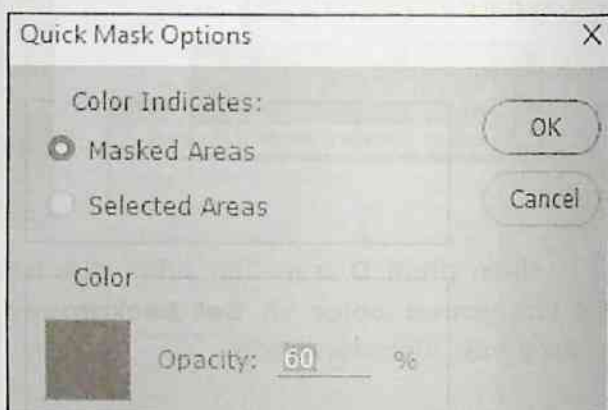 Quick Mask Options X
Color Indicates:
Masked Areas
OK
Selected Areas
Cancel
Color
Opacity: 60 %